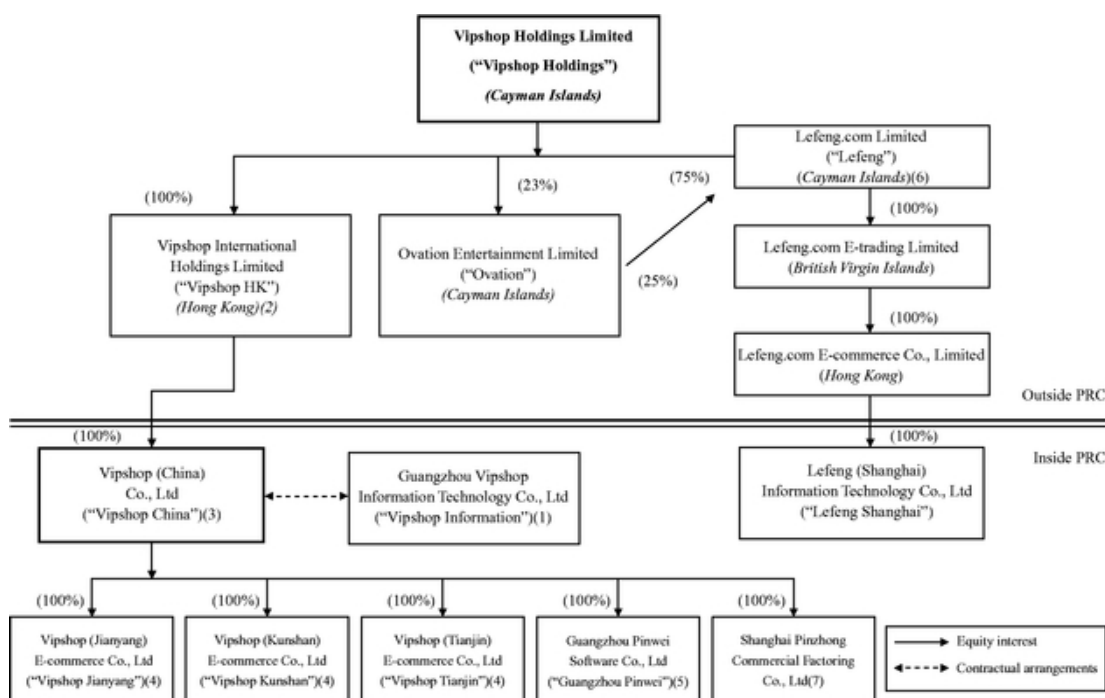 Vipshop Holdings Limited
(“Vipshop Holdings”)
(Cayman Islands)
Lefeng.com Limited
(“Lefeng”)
(Cayman Islands)(6)
(100%)
(23%)
(75%)
(100%)
Vipshop International
Holdings Limited
(“Vipshop HK”)
(Hong Kong)(2)
Ovation Entertainment Limited
(“Ovation”)
(Cayman Islands)
(25%)
Lefeng.com E-trading Limited
(British Virgin Islands)
(100%)
Lefeng.com E-commerce Co., Limited
(Hong Kong)
Outside PRC
(100%)
(100%)
Inside PRC
Vipshop (China)
Co., Ltd
(“Vipshop China”)(3)
Guangzhou Vipshop
Information Technology Co., Ltd
(“Vipshop Information”)(1)
Lefeng (Shanghai)
Information Technology Co., Ltd
(“Lefeng Shanghai”)
(100%)
(100%)
(100%)
(100%)
(100%)
Vipshop (Jianyang)
E-commerce Co., Ltd
(“Vipshop Jianyang”)(4)
Vipshop (Kunshan)
E-commerce Co., Ltd
(“Vipshop Kunshan”)(4)
Vipshop (Tianjin)
E-commerce Co., Ltd
(“Vipshop Tianjin”)(4)
Guangzhou Pinwei
Software Co., Ltd
(“Guangzhou Pinwei”)(5)
Shanghai Pinzhong
Commercial Factoring
Co., Ltd(7)
Equity interest
Contractual arrangements